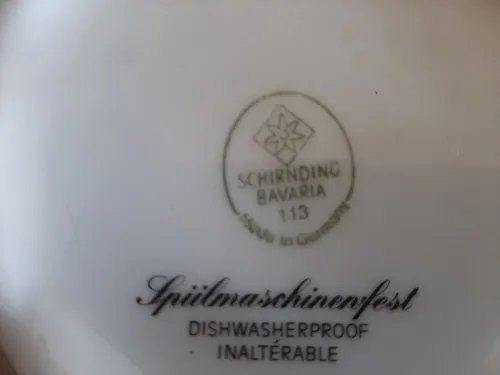 SCHIRNDING
BAVARIA
113
Made in Germany
Spülmaschinenfest
DISHWASHERPROOF
INALTÉRABLE